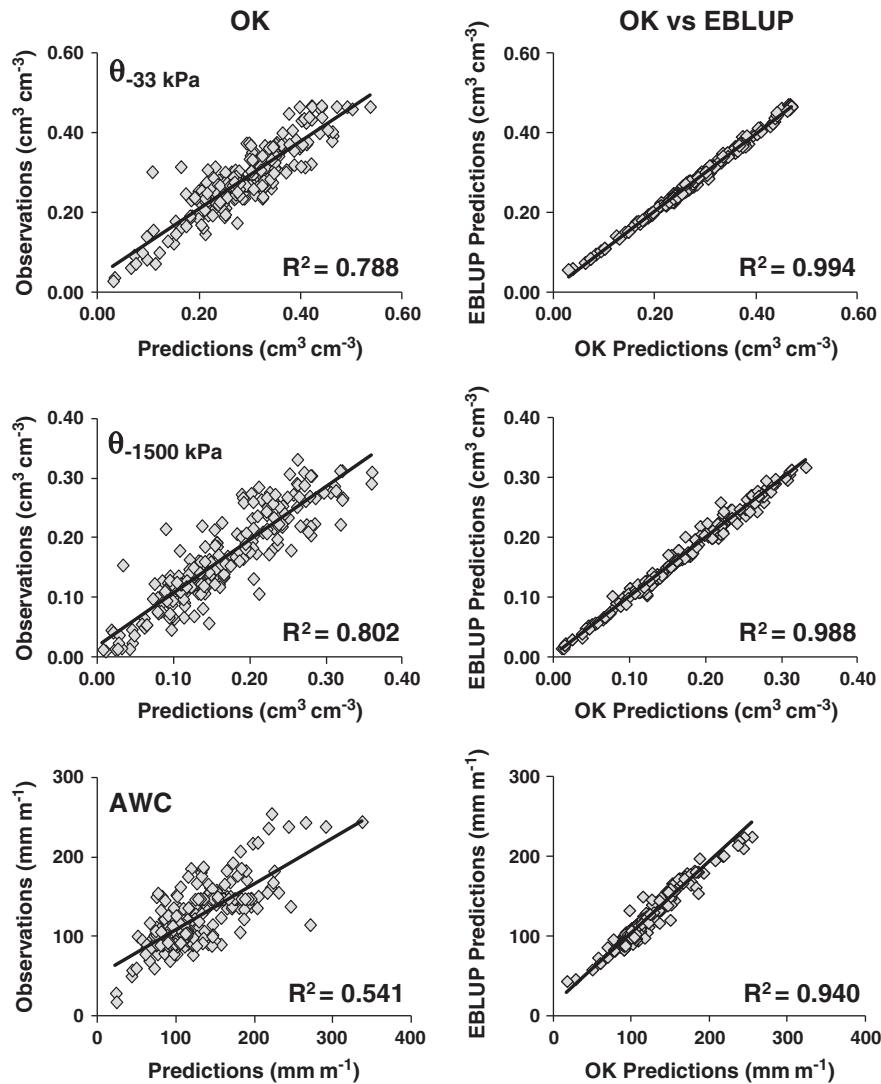 OK
OK vs EBLUP
Observations (cm³ cm⁻³)
0.60
0.40
0.20
0.00
θ-33 kPa
R² = 0.788
0.00 0.20 0.40 0.60
Predictions (cm³ cm⁻³)
EBLUP Predictions (cm³ cm⁻³)
0.60
0.40
0.20
0.00
R² = 0.994
0.00 0.20 0.40 0.60
OK Predictions (cm³ cm⁻³)
Observations (cm³ cm⁻³)
0.40
0.30
0.20
0.10
0.00
θ-1500 kPa
R² = 0.802
0.00 0.10 0.20 0.30 0.40
Predictions (cm³ cm⁻³)
EBLUP Predictions (cm³ cm⁻³)
0.40
0.30
0.20
0.10
0.00
R² = 0.988
0.00 0.10 0.20 0.30 0.40
OK Predictions (cm³ cm⁻³)
Observations (mm m⁻¹)
300
200
100
0
AWC
R² = 0.541
0 100 200 300 400
Predictions (mm m⁻¹)
EBLUP Predictions (mm m⁻¹)
300
200
100
0
R² = 0.940
0 100 200 300 400
OK Predictions (mm m⁻¹)